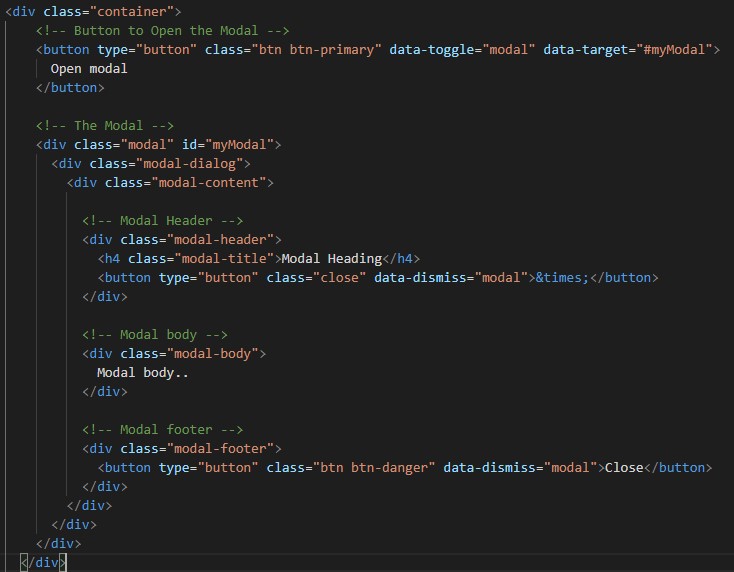 <div class="container">
    <!-- Button to Open the Modal -->
    <button type="button" class="btn btn-primary" data-toggle="modal" data-target="#myModal">
      Open modal
    </button>

    <!-- The Modal -->
    <div class="modal" id="myModal">
      <div class="modal-dialog">
        <div class="modal-content">

          <!-- Modal Header -->
          <div class="modal-header">
            <h4 class="modal-title">Modal Heading</h4>
            <button type="button" class="close" data-dismiss="modal">&times;</button>
          </div>

          <!-- Modal body -->
          <div class="modal-body">
            Modal body..
          </div>

          <!-- Modal footer -->
          <div class="modal-footer">
            <button type="button" class="btn btn-danger" data-dismiss="modal">Close</button>
          </div>
        </div>
      </div>
    </div>
  </div>